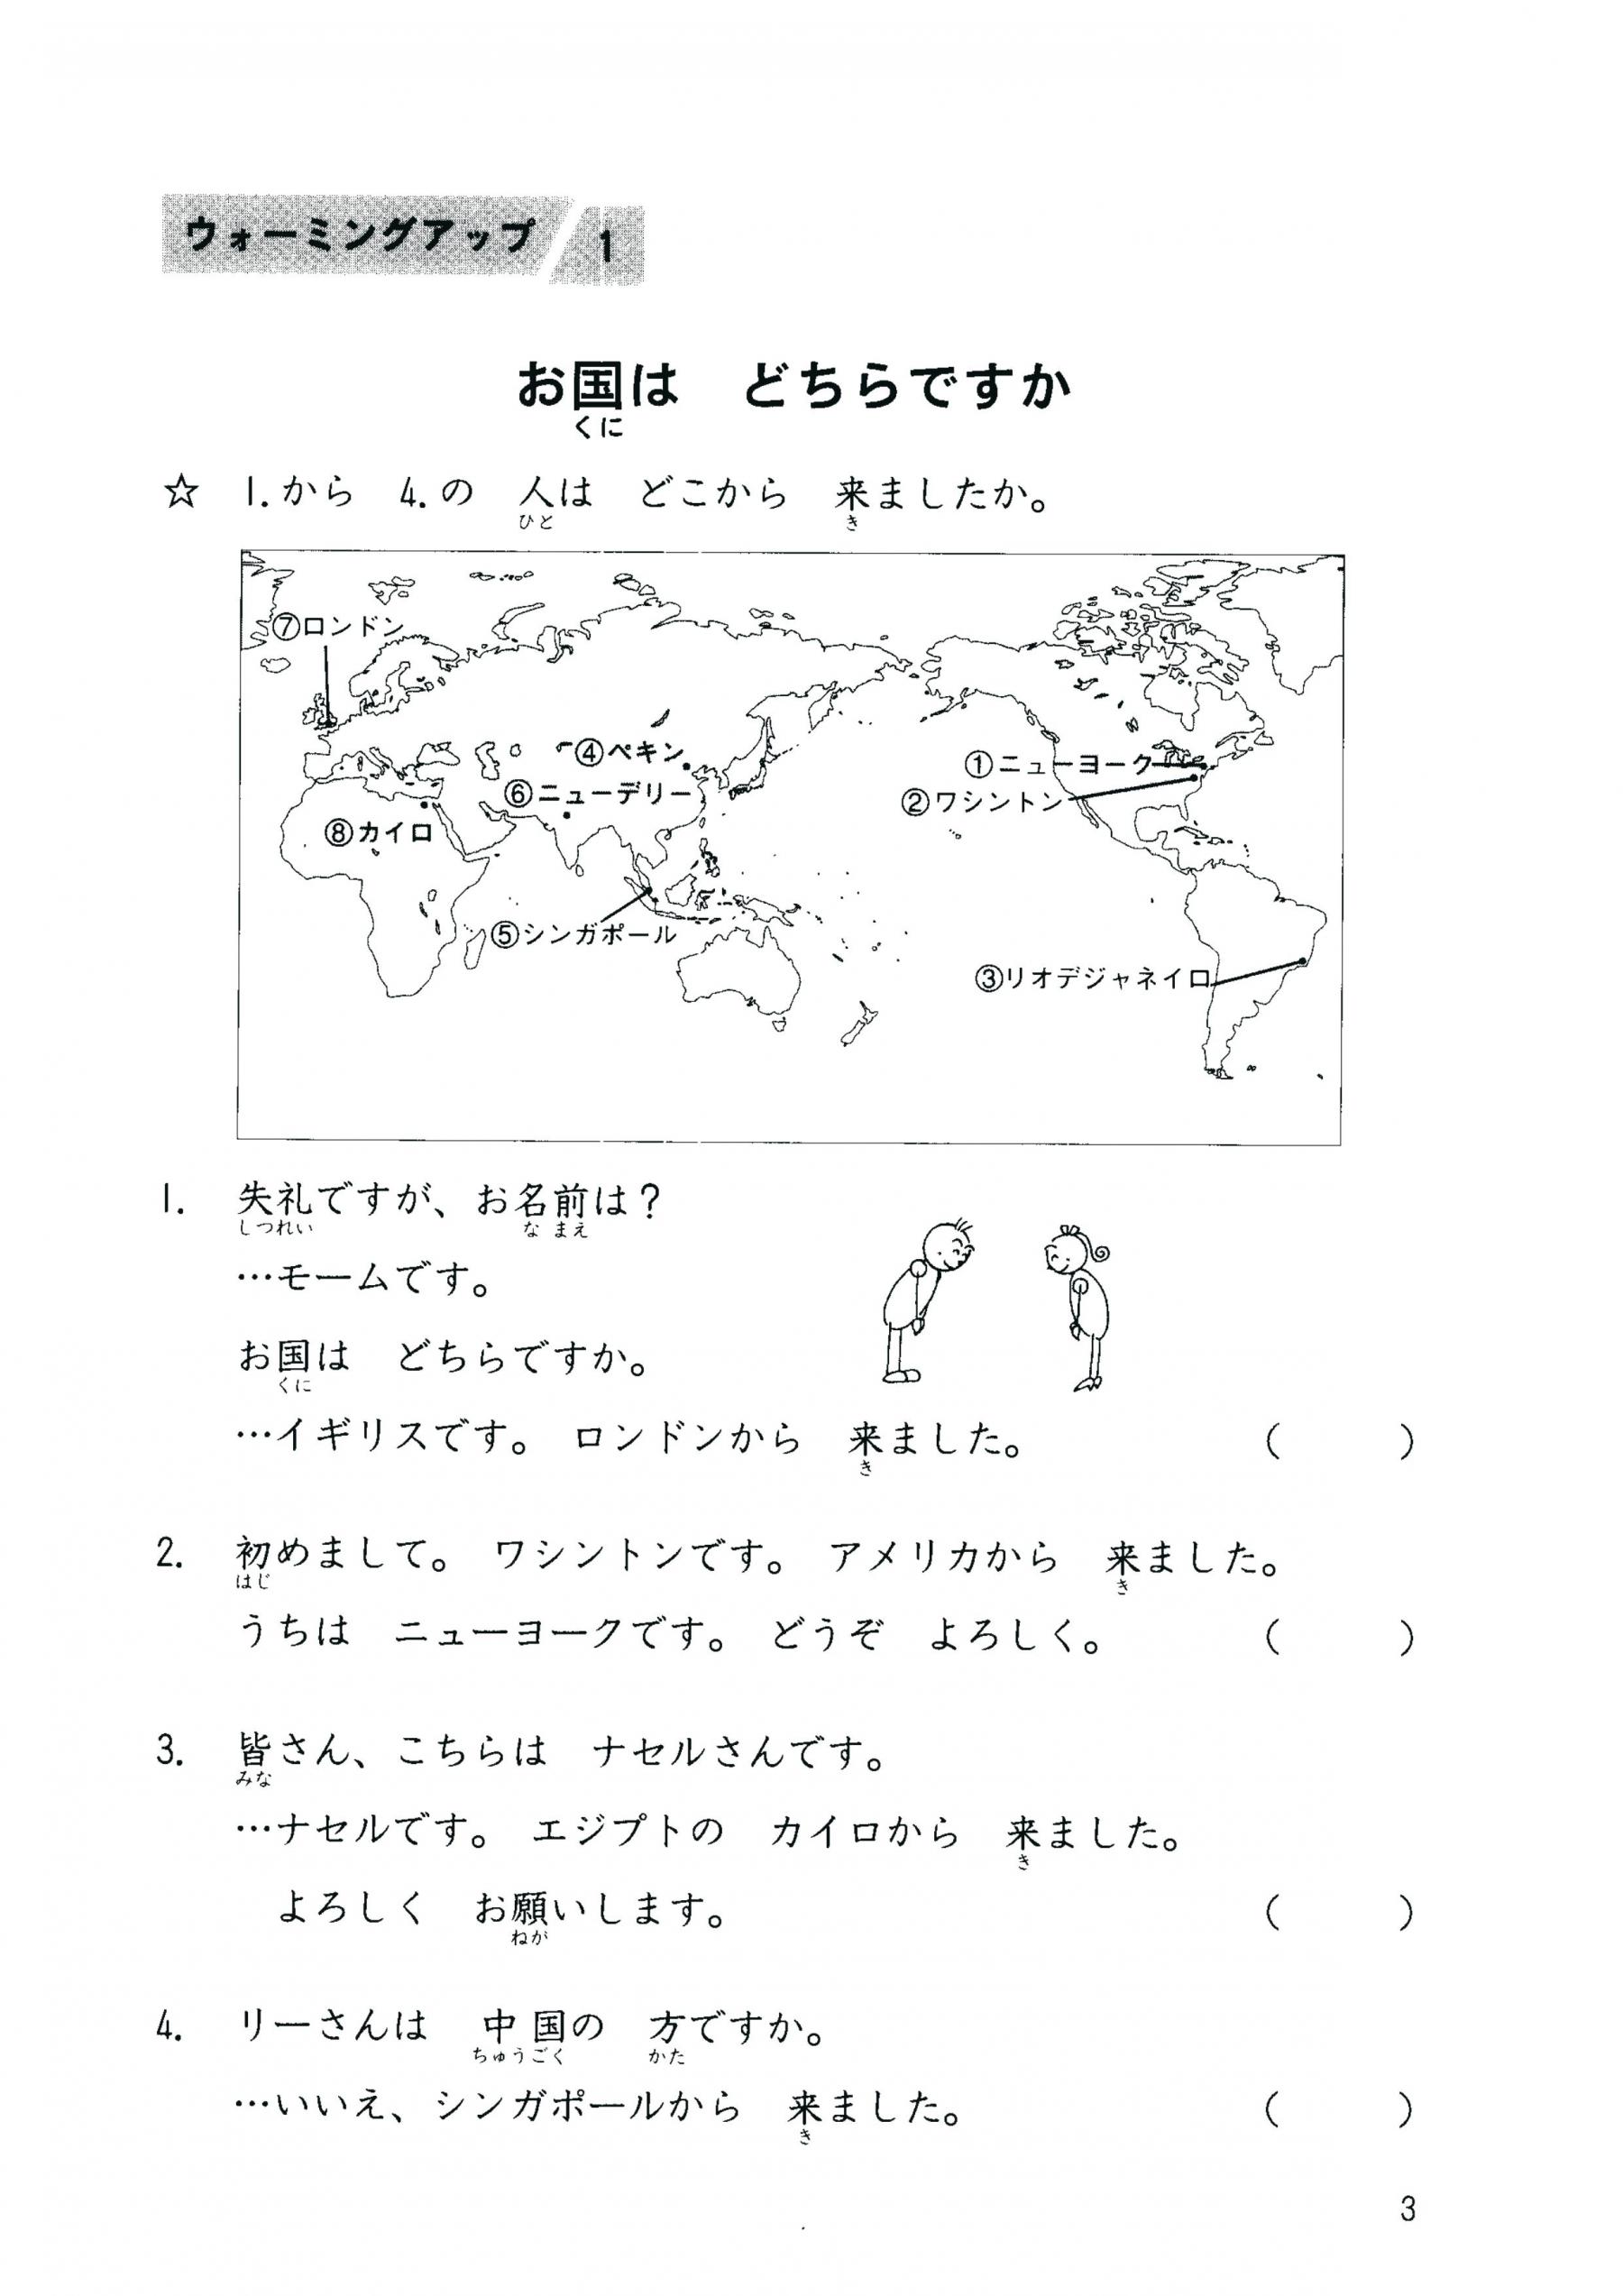 ウォーミングアップ 1
お国は　どちらですか
くに
☆　1.から　4.の　人は　どこから　来ましたか。
ひと　き
⑦ロンドン
④ペキン
①ニューヨーク
⑥ニューデリー
②ワシントン
⑧カイロ
⑤シンガポール
③リオデジャネイロ
1.　失礼ですが、お名前は？
しつれい　な　まえ
…モームです。
お国は　どちらですか。
くに
…イギリスです。　ロンドンから　来ました。　（　　）
き
2.　初めまして。　ワシントンです。　アメリカから　来ました。
はじ　き
うちは　ニューヨークです。　どうぞ　よろしく。　（　　）
3.　皆さん、こちらは　ナセルさんです。
みな
…ナセルです。　エジプトの　カイロから　来ました。
き
よろしく　お願いします。　（　　）
ねが
4.　リーさんは　中国の　方ですか。
ちゅうごく　かた
…いいえ、シンガポールから　来ました。　（　　）
き
3